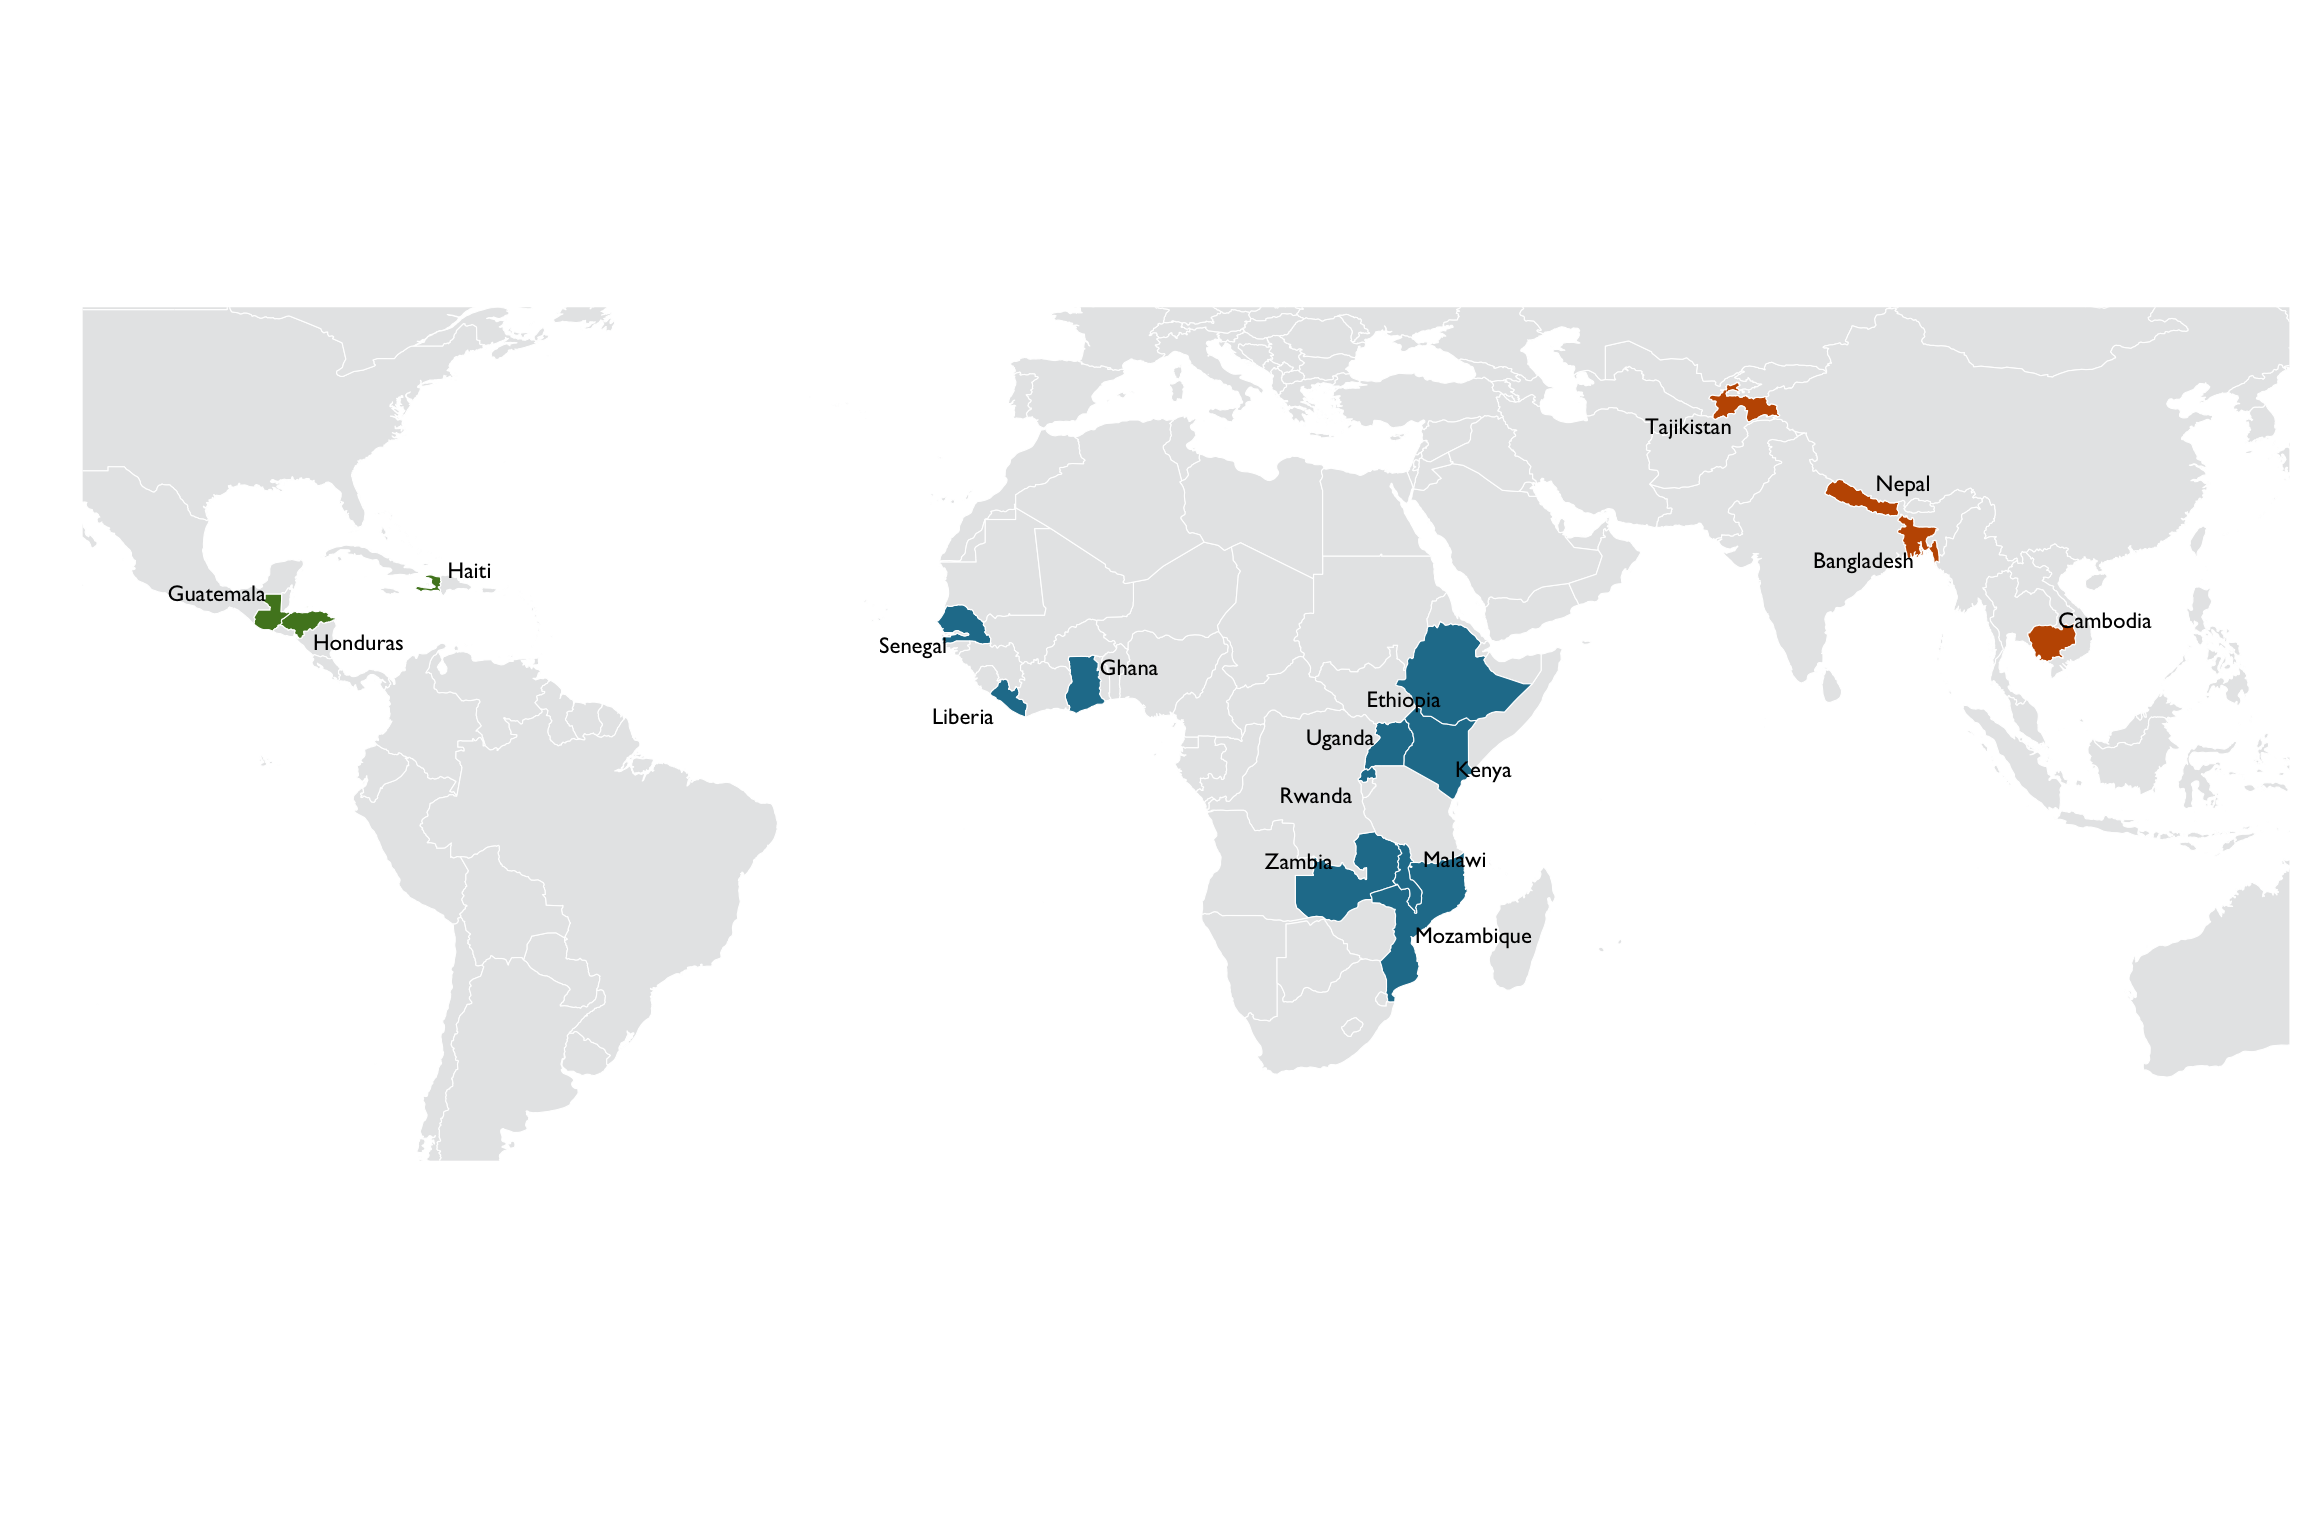 Tajikistan
Nepal
Bangladesh
Haiti
Guatemala
Cambodia
Honduras
Senegal
Ghana
Ethiopia
Liberia
Uganda
Kenya
Rwanda
Malawi
Zambia
Mozambique